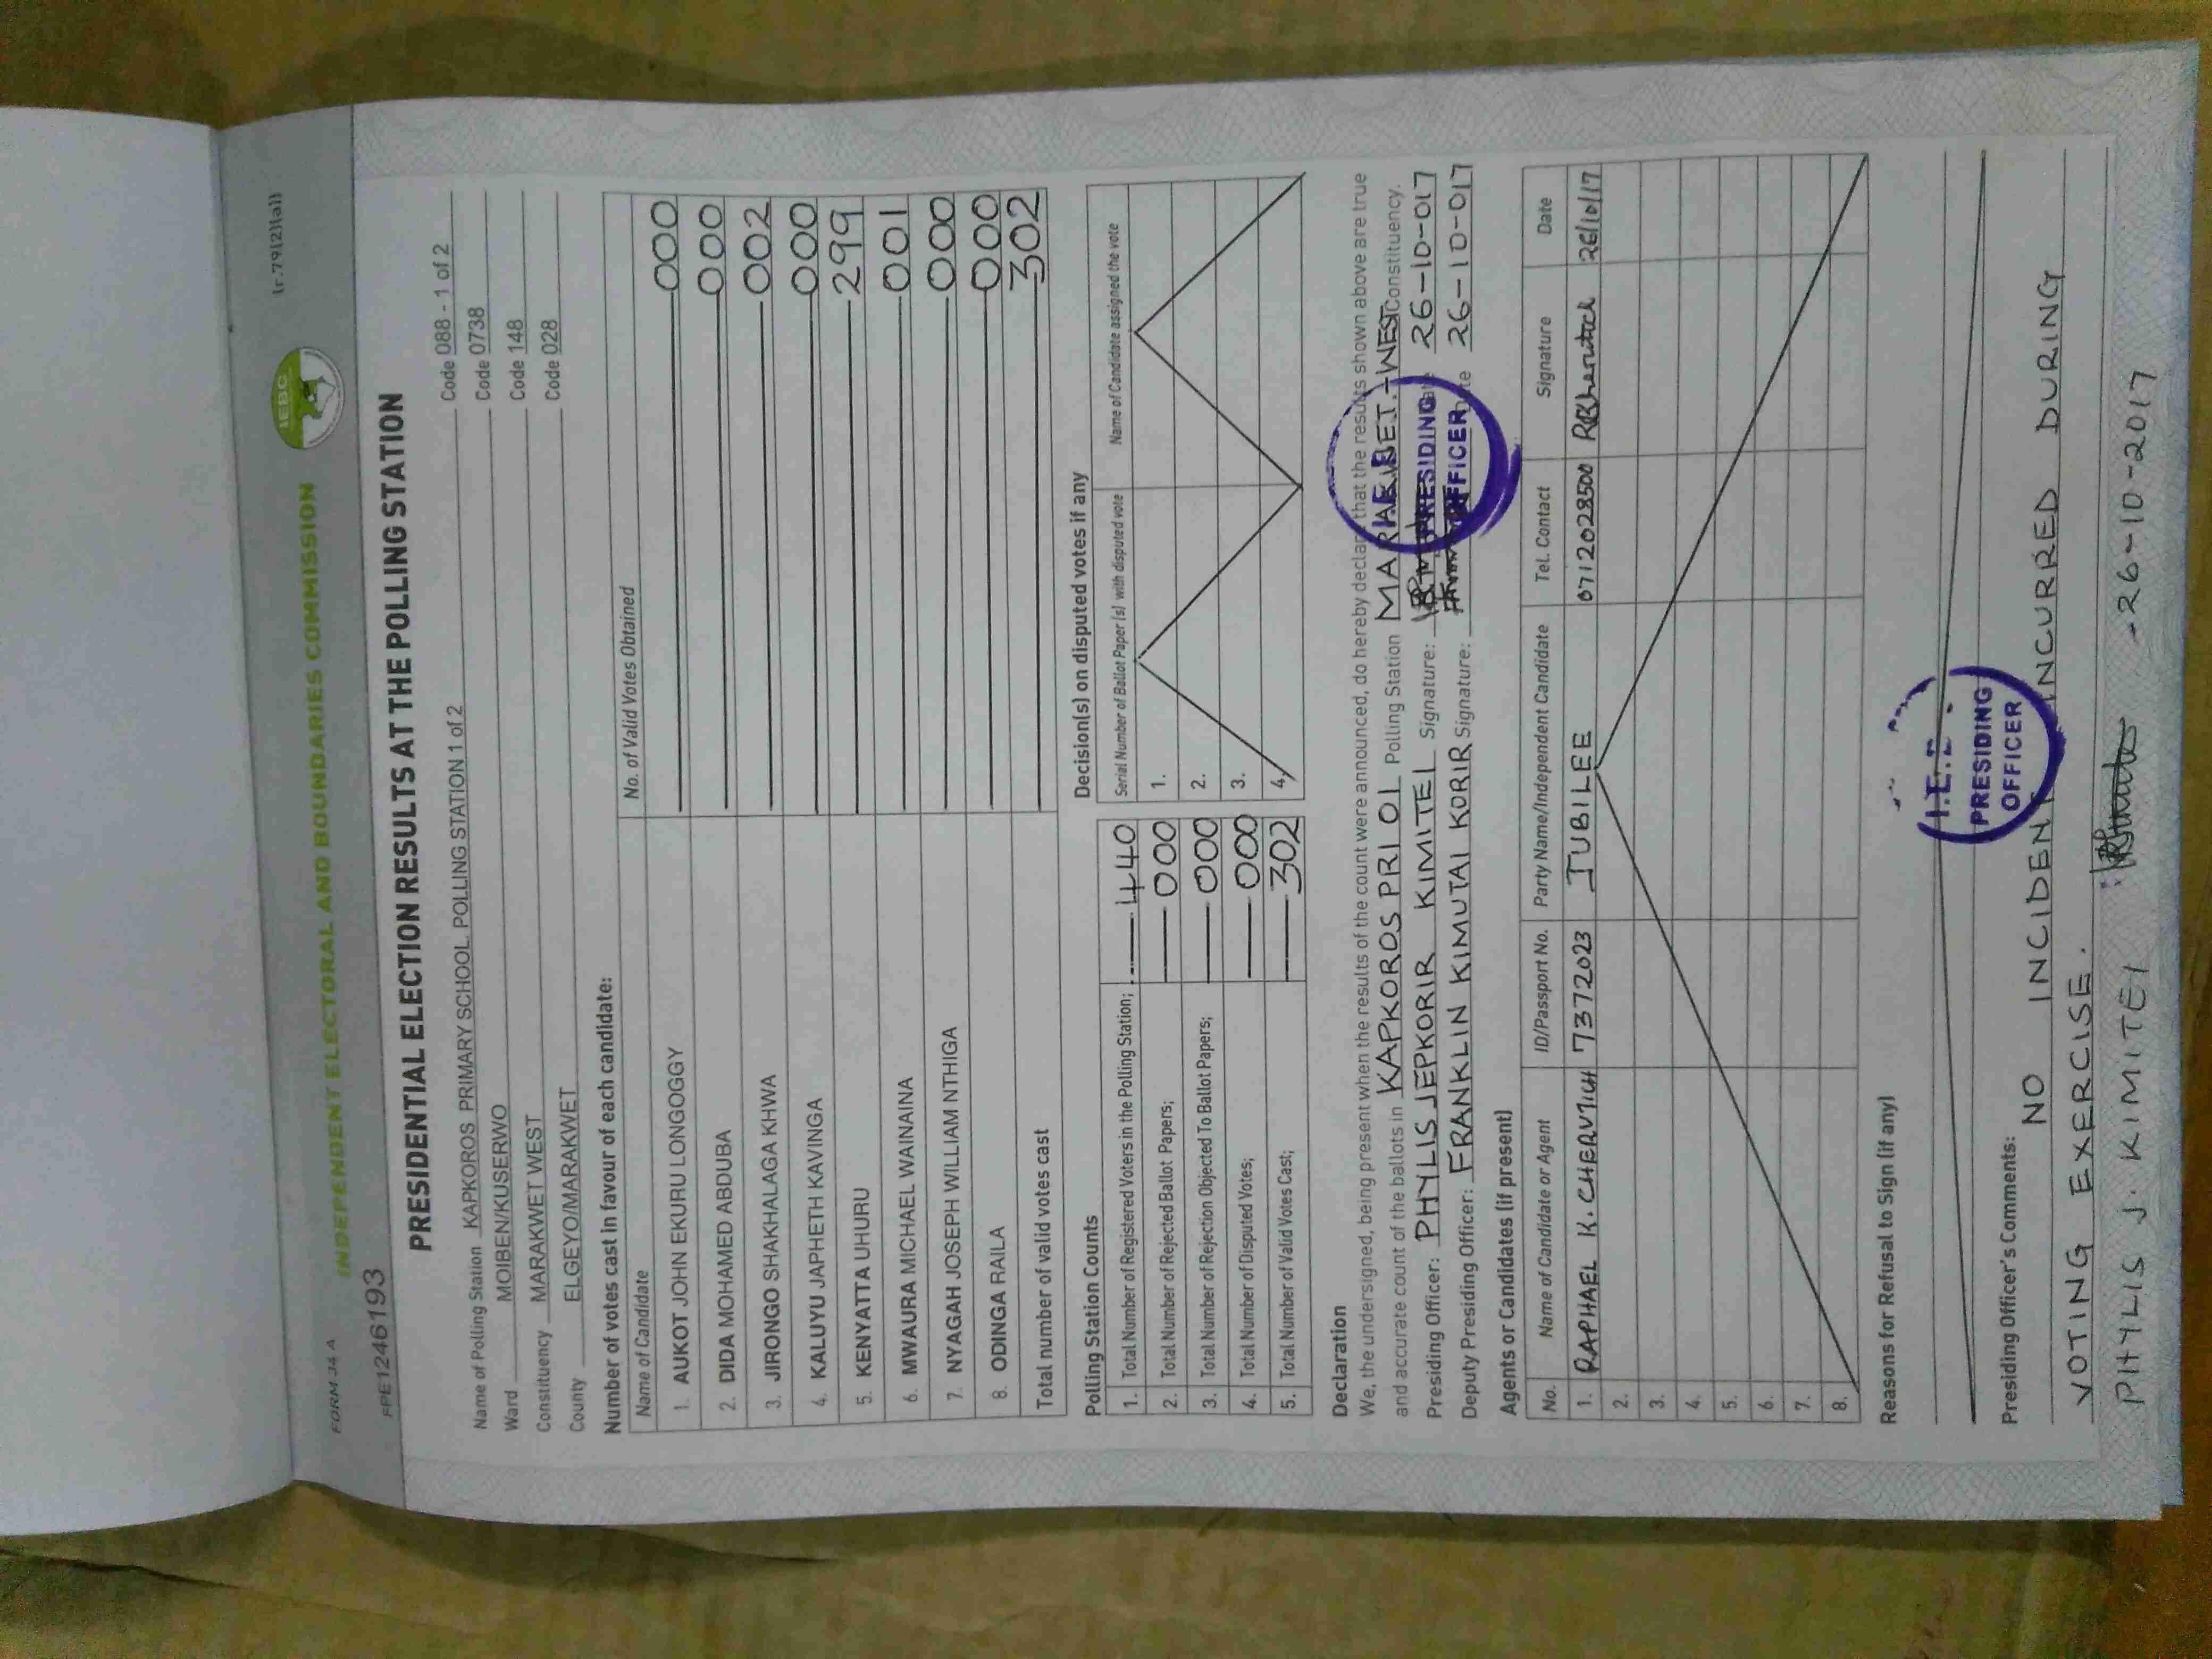 FORM 34 A
(r.79(2)(a))
INDEPENDENT ELECTORAL AND BOUNDARIES COMMISSION
IEBC
PPE1246193
PRESIDENTIAL ELECTION RESULTS AT THE POLLING STATION
Name of Polling Station KAPKOROS PRIMARY SCHOOL POLLING STATION 1 of 2 Code 088 - 1 of 2
Ward MOIBEN/KUSERWO Code 0738
Constituency MARAKWET WEST Code 148
County ELGEYO/MARAKWET Code 028
Number of votes cast in favour of each candidate:
Name of Candidate No. of Valid Votes Obtained
1. AUKOT JOHN EKURU LONGOGGY 000
2. DIDA MOHAMED ABDUBA 000
3. JIRONGO SHAKHALAGA KHWA 002
4. KALUYU JAPHETH KAVINGA 000
5. KENYATTA UHURU 299
6. MWAURA MICHAEL WAINAINA 001
7. NYAGAH JOSEPH WILLIAM NTHIGA 000
8. ODINGA RAILA 000
Total number of valid votes cast 302
Polling Station Counts
1. Total Number of Registered Voters in the Polling Station; 440
2. Total Number of Rejected Ballot Papers; 000
3. Total Number of Rejection Objected To Ballot Papers; 000
4. Total Number of Disputed Votes; 000
5. Total Number of Valid Votes Cast; 302
Decision(s) on disputed votes if any
Serial Number of Ballot Paper (s) with disputed vote Name of Candidate assigned the vote
1.
2.
3.
4.
Declaration
We, the undersigned, being present when the results of the count were announced, do hereby declare that the results shown above are true
and accurate count of the ballots in KAPKOROS PRI 01 Polling Station MARAKWET-WEST Constituency.
Presiding Officer: PHYLIS JEPKORIR KIMITEI Signature: Date 26-10-017
Deputy Presiding Officer: FRANKLIN KIMUTAI KORIR Signature: Date 26-10-017
PRESIDING
OFFICER
Agents or Candidates (if present)
No. Name of Candidate or Agent ID/Passport No. Party Name/Independent Candidate Tel. Contact Signature Date
1. RAPHAEL K. CHERVIICH 7372023 JUBILEE 0712028500 26/10/17
2.
3.
4.
5.
6.
7.
8.
Reasons for Refusal to Sign (if any)
PRESIDING
OFFICER
Presiding Officer's Comments:
NO INCIDENT INCURRED DURING
VOTING EXERCISE.
PHYLIS J. KIMITEI -26-10-2017